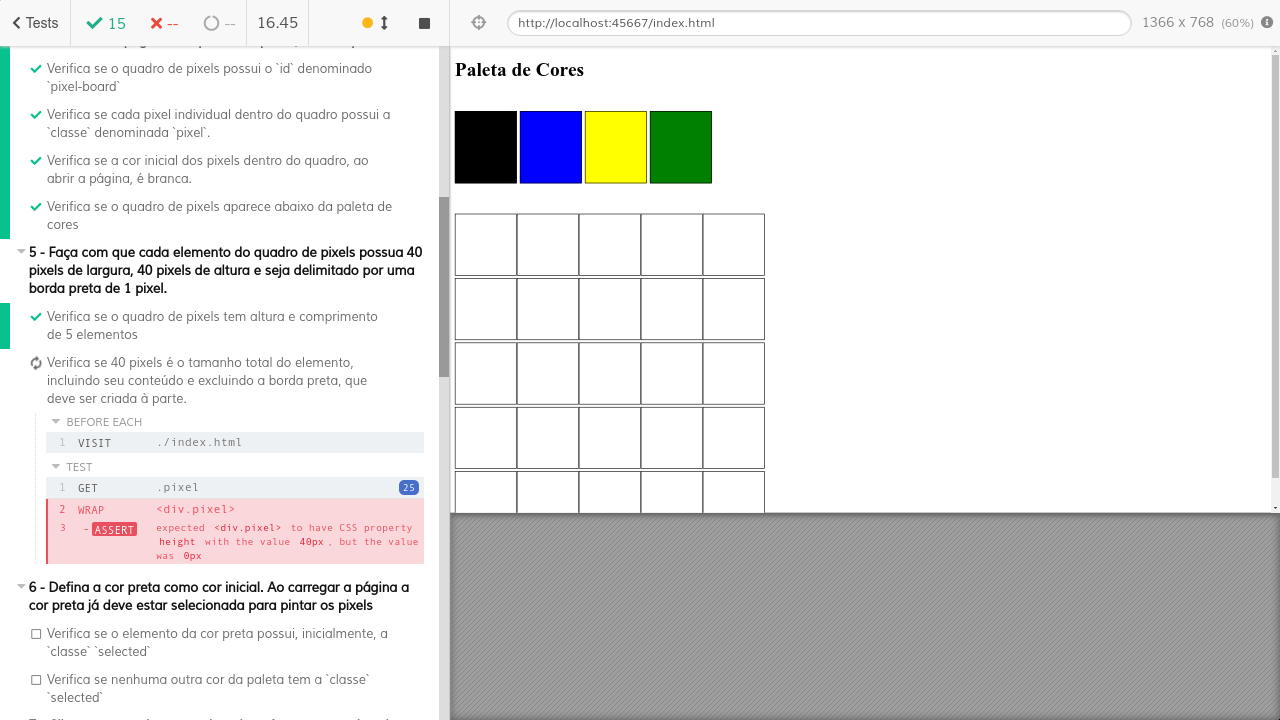 Tests
15
--
--
16.45
http://localhost:45667/index.html
1366 x 768 (60%)
Verifica se o quadro de pixels possui o `id` denominado
`pixel-board`
Verifica se cada pixel individual dentro do quadro possui a
`classe` denominada `pixel`.
Verifica se a cor inicial dos pixels dentro do quadro, ao
abrir a página, é branca.
Verifica se o quadro de pixels aparece abaixo da paleta de
cores
5 - Faça com que cada elemento do quadro de pixels possua 40
pixels de largura, 40 pixels de altura e seja delimitado por uma
borda preta de 1 pixel.
Verifica se o quadro de pixels tem altura e comprimento
de 5 elementos
Verifica se 40 pixels é o tamanho total do elemento,
incluindo seu conteúdo e excluindo a borda preta, que
deve ser criada à parte.
BEFORE EACH
1 VISIT ./index.html
TEST
1 GET .pixel 25
2 WRAP <div.pixel>
3 -ASSERT expected <div.pixel> to have CSS property
height with the value 40px, but the value
was 0px
6 - Defina a cor preta como cor inicial. Ao carregar a página a
cor preta já deve estar selecionada para pintar os pixels
Verifica se o elemento da cor preta possui, inicialmente, a
`classe` `selected`
Verifica se nenhuma outra cor da paleta tem a `classe`
`selected`
Paleta de Cores